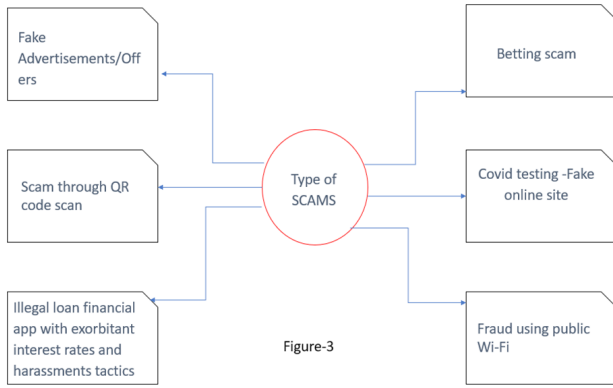 Fake
Advertisements/Off
ers
Betting scam
Scam through QR
code scan
Type of
SCAMS
Covid testing -Fake
online site
Illegal loan financial
app with exorbitant
interest rates and
harassments tactics
Figure-3
Fraud using public
Wi-Fi